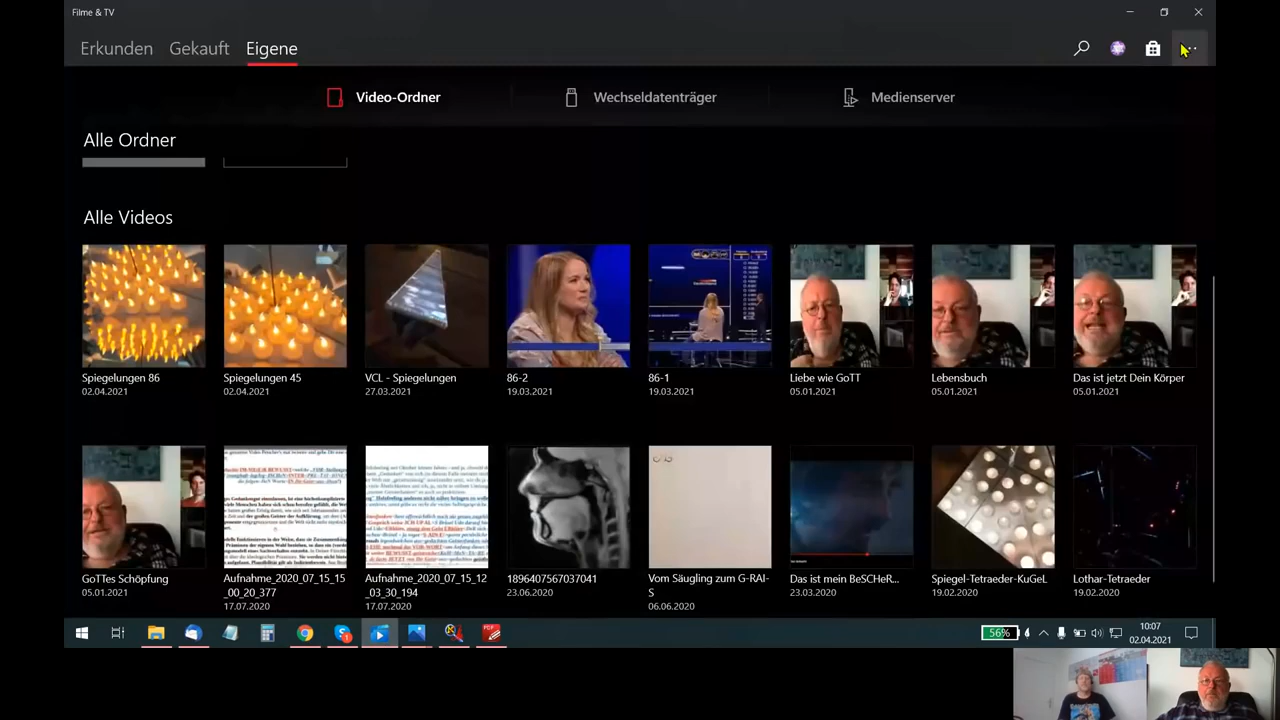 Filme & TV
Erkunden Gekauft Eigene
Video-Ordner Wechseldatenträger Medienserver
Alle Ordner
Alle Videos
Spiegelungen 86
02.04.2021
Spiegelungen 45
02.04.2021
VCL - Spiegelungen
27.03.2021
86-2
19.03.2021
86-1
19.03.2021
Liebe wie GoTT
05.01.2021
Lebensbuch
05.01.2021
Das ist jetzt Dein Körper
05.01.2021
GoTTes Schöpfung
05.01.2021
Aufnahme_2020_07_15_15
_00_20_377
17.07.2020
Aufnahme_2020_07_15_12
_03_30_194
17.07.2020
1896407567037041
23.06.2020
Vom Säugling zum G-RAI-
S
06.06.2020
Das ist mein BeSCHeR...
23.03.2020
Spiegel-Tetraeder-KuGeL
19.02.2020
Lothar-Tetraeder
19.02.2020
56%
10:07
02.04.2021